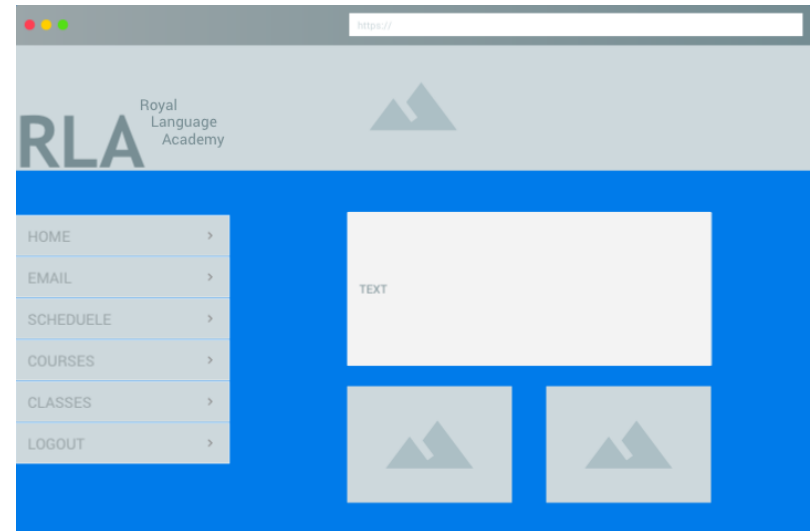 https://
Royal
Language
Academy
RLA
HOME
EMAIL
SCHEDUELE
COURSES
CLASSES
LOGOUT
TEXT